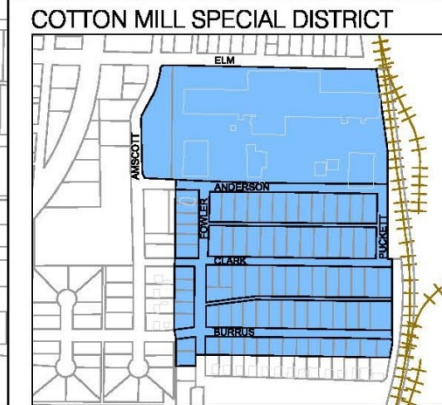 COTTON MILL SPECIAL DISTRICT
ELM
AMSCOTT
ANDERSON
FOWLER
PUCKETT
CLARK
BURRUS